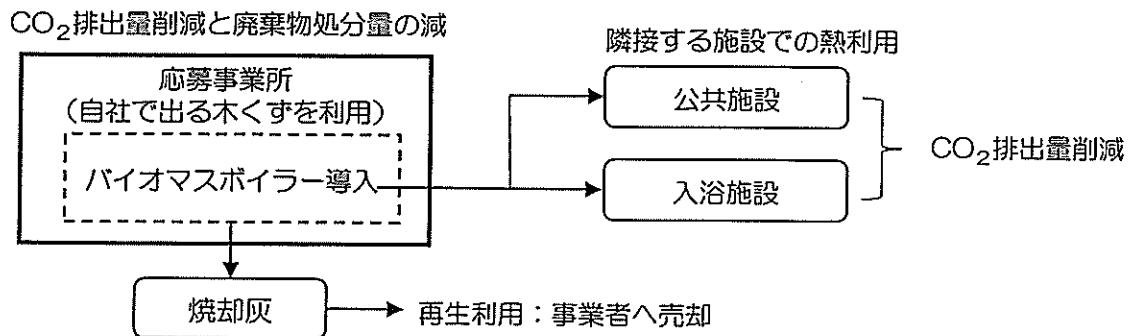 CO₂排出量削減と廃棄物処分量の減
応募事業所
（自社で出る木くずを利用）
バイオマスボイラー導入
隣接する施設での熱利用
公共施設
入浴施設
CO₂排出量削減
焼却灰
再生利用：事業者へ売却